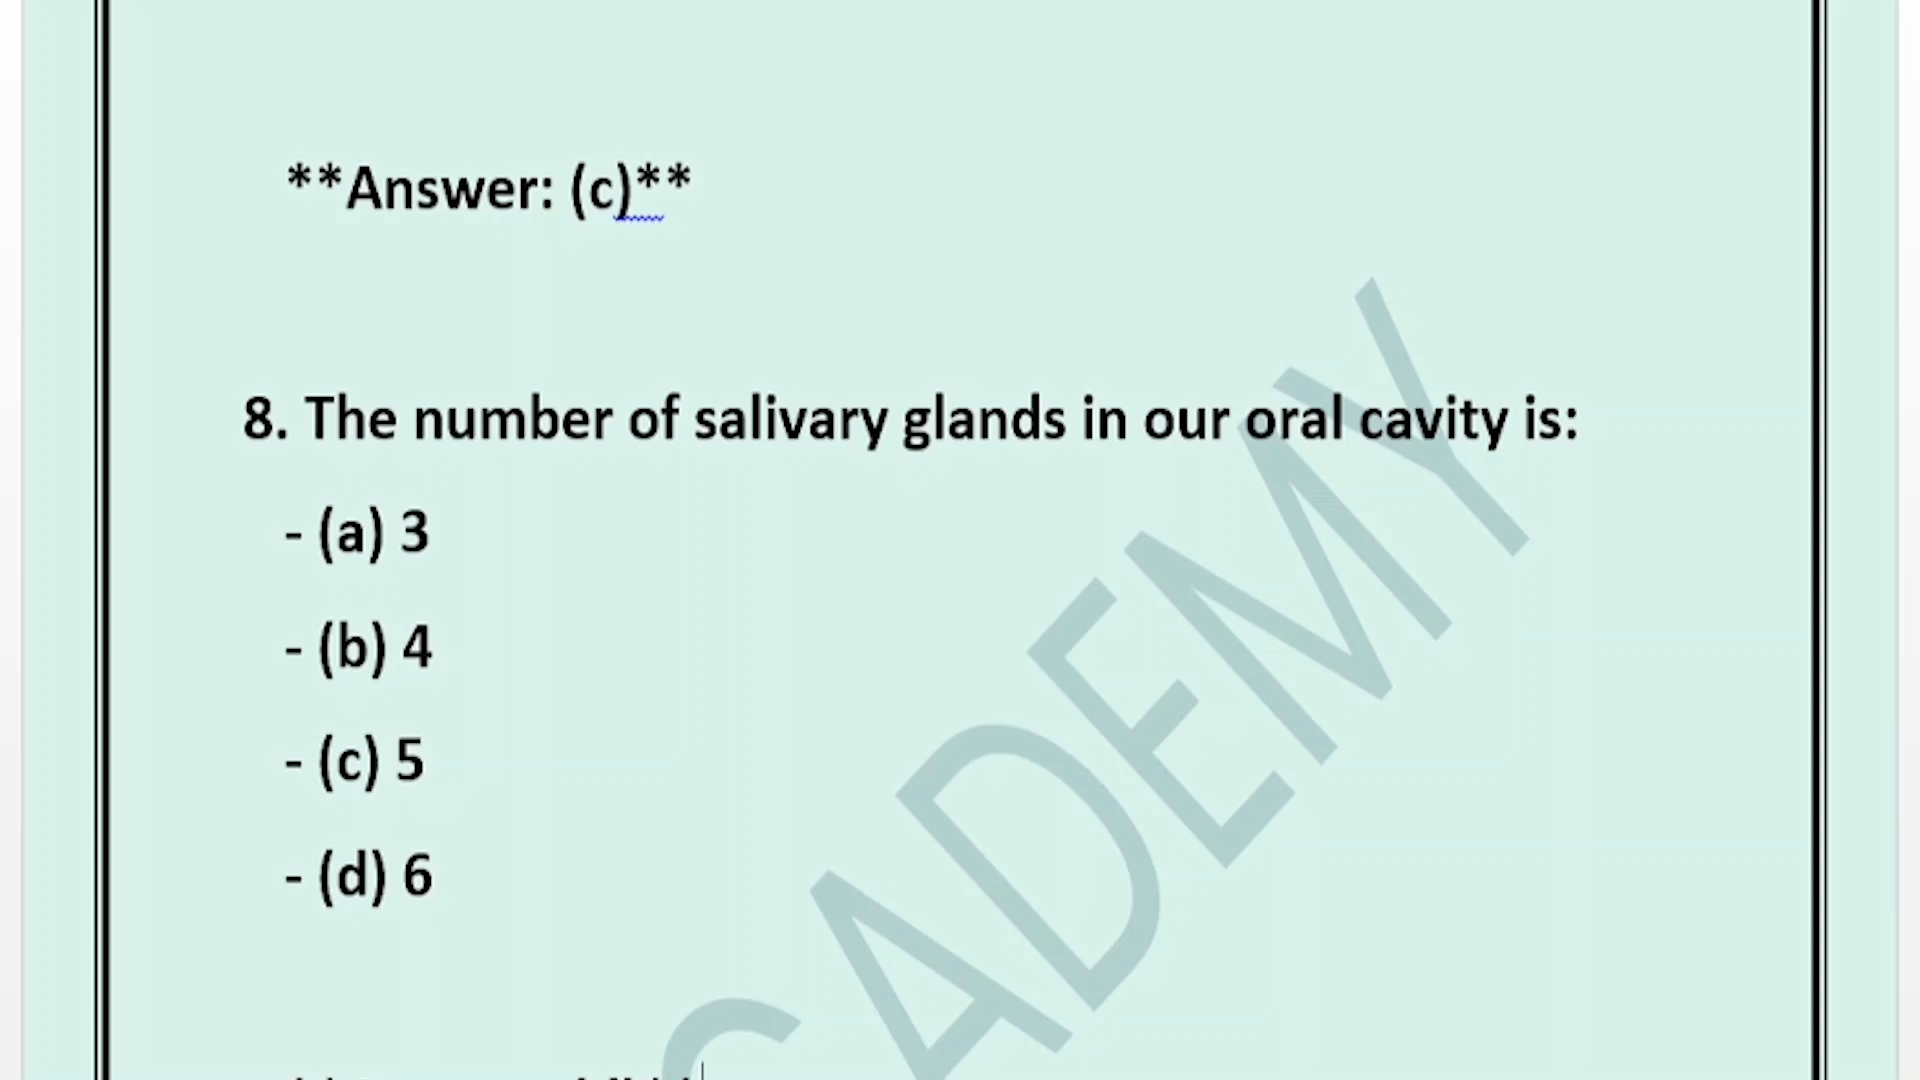 **Answer: (c)**
8. The number of salivary glands in our oral cavity is:
- (a) 3
- (b) 4
- (c) 5
- (d) 6
CADEMY